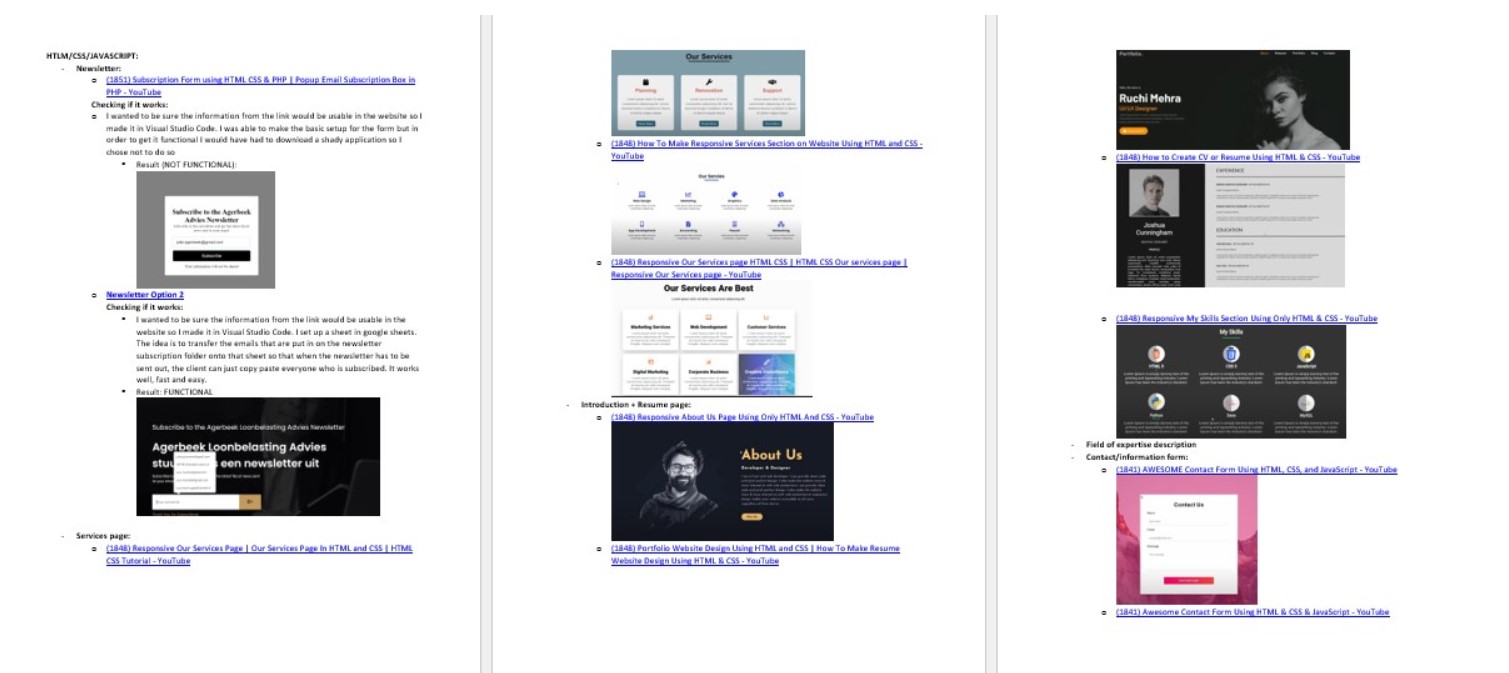 HTLM/CSS/JAVASCRIPT:
- Newsletter:
o (1851) Subscription Form using HTML CSS & PHP | Popup Email Subscription Box in
PHP - YouTube
Checking if it works:
o I wanted to be sure the information from the link would be usable in the website so I
made it in Visual Studio Code. I was able to make the basic setup for the form but in
order to get it functional I would have had to download a shady application so I
chose not to do so
▪ Result (NOT FUNCTIONAL):
Subscribe to the Agerbeek
Advies Newsletter
Subscribe
o Newsletter Option 2
Checking if it works:
▪ I wanted to be sure the information from the link would be usable in the
website so I made it in Visual Studio Code. I set up a sheet in google sheets.
The idea is to transfer the emails that are put in on the newsletter
subscription folder onto that sheet so that when the newsletter has to be
sent out, the client can just copy paste everyone who is subscribed. It works
well, fast and easy.
▪ Result: FUNCTIONAL
Subscribe to the Agerbeek Loonbelasting Advies Newsletter
Agerbeek Loonbelasting Advies
een newsletter uit
- Services page:
o (1848) Responsive Our Services Page | Our Services Page In HTML and CSS | HTML
CSS Tutorial - YouTube
Our Services
Planning Renovation Support
o (1848) How To Make Responsive Services Section on Website Using HTML and CSS -
YouTube
Our Servies
o (1848) Responsive Our Services page HTML CSS | HTML CSS Our services page |
Responsive Our Services page - YouTube
Our Services Are Best
Marketing Services Web Development Customer Services
Digital Marketing Corporate Business Creative Consultancy
- Introduction + Resume page:
o (1848) Responsive About Us Page Using Only HTML And CSS - YouTube
About Us
Developer & Designer
o (1848) Portfolio Website Design Using HTML and CSS | How To Make Resume
Website Design Using HTML & CSS - YouTube
Portfolio.
Ruchi Mehra
UI/UX Designer
o (1848) How to Create CV or Resume Using HTML & CSS - YouTube
EXPERIENCE
Joshua
Cunningham
EDUCATION
o (1848) Responsive My Skills Section Using Only HTML & CSS - YouTube
My Skills
HTML 5 CSS 3 JavaScript
Python Java MySQL
- Field of expertise description
- Contact/information form:
o (1841) AWESOME Contact Form Using HTML, CSS, and JavaScript - YouTube
Contact Us
o (1841) Awesome Contact Form Using HTML & CSS & JavaScript - YouTube